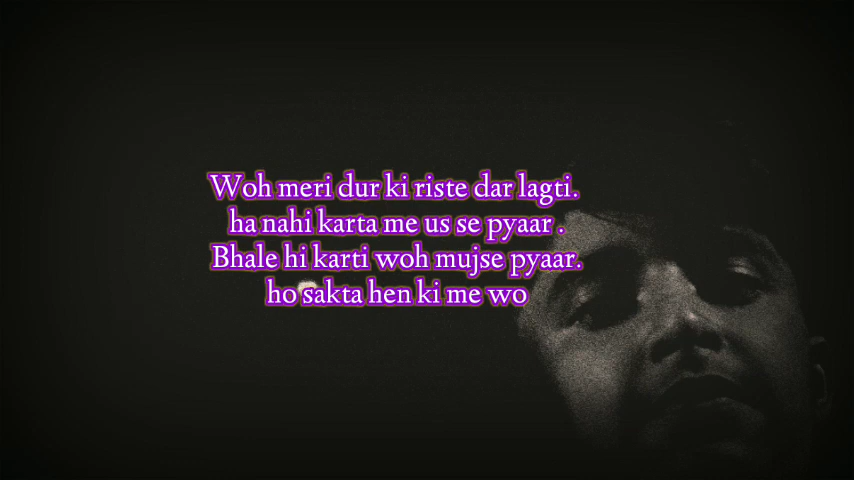 Woh meri dur ki riste dar lagti.
ha nahi karta me us se pyaar .
Bhale hi karti woh mujse pyaar.
ho sakta hen ki me wo